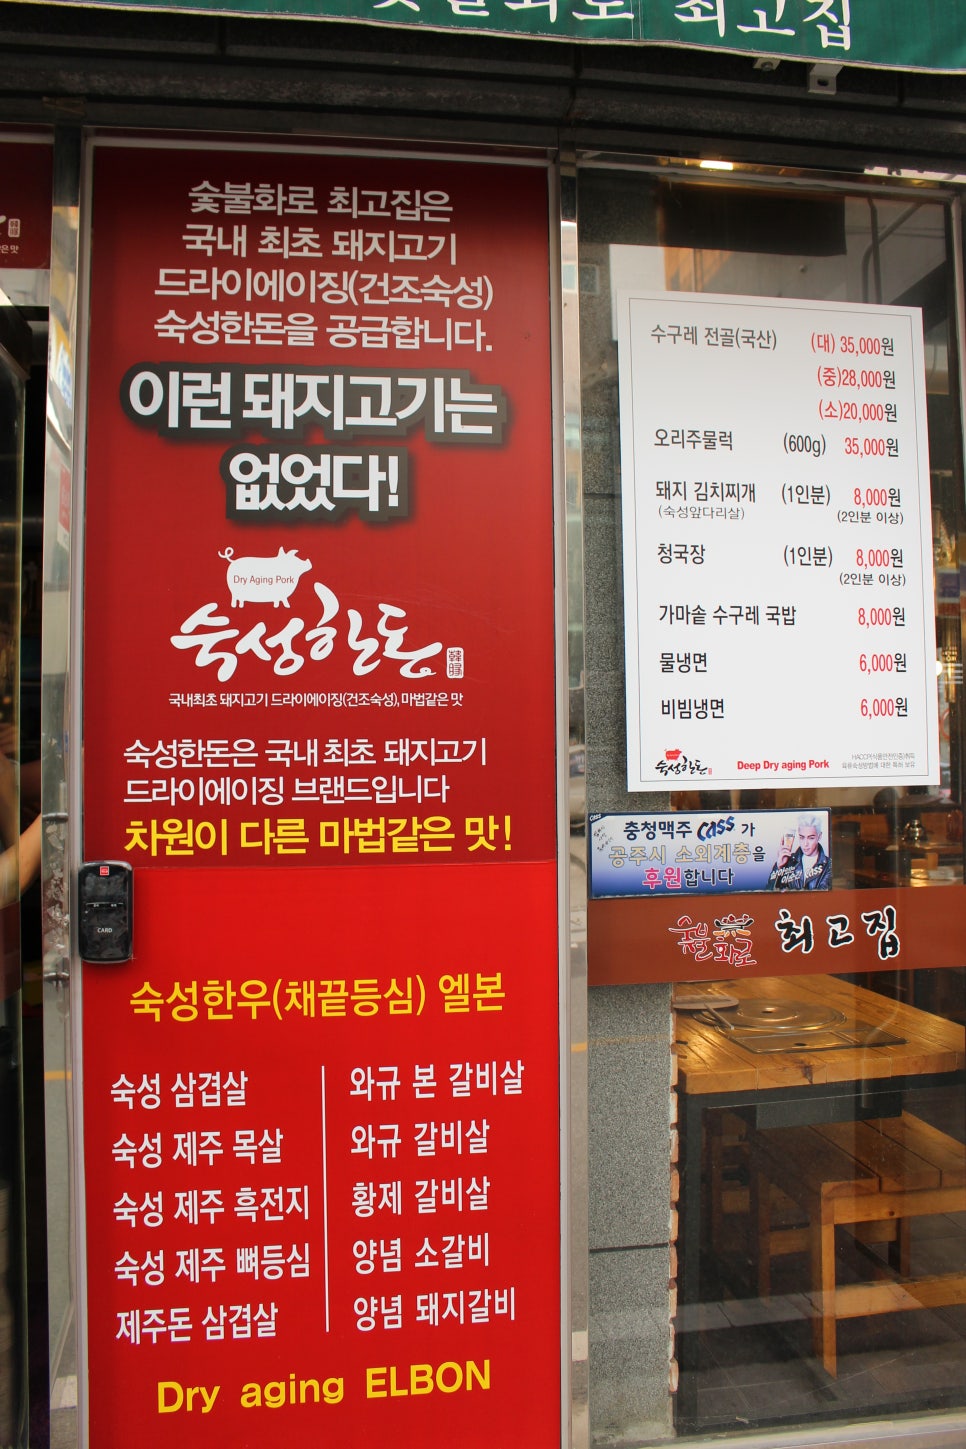 최고집
숯불화로 최고집은
국내 최초 돼지고기
드라이에이징(건조숙성)
숙성한돈을 공급합니다.
이런 돼지고기는
없었다!
Dry Aging Pork
숙성한돈
국내최초 돼지고기 드라이에이징(건조숙성), 마법같은 맛
숙성한돈은 국내 최초 돼지고기
드라이에이징 브랜드입니다
차원이 다른 마법같은 맛!
CARD
숙성한우(채끝등심) 엘본
숙성 삼겹살
숙성 제주 목살
숙성 제주 흑전지
숙성 제주 뼈등심
제주돈 삼겹살
와규 본 갈비살
와규 갈비살
황제 갈비살
양념 소갈비
양념 돼지갈비
Dry aging ELBON
수구레 전골(국산) (대) 35,000원
(중)28,000원
(소)20,000원
오리주물럭 (600g) 35,000원
돼지 김치찌개 (1인분) 8,000원
(숙성앞다리살) (2인분 이상)
청국장 (1인분) 8,000원
(2인분 이상)
가마솥 수구레 국밥 8,000원
물냉면 6,000원
비빔냉면 6,000원
숙성한돈 Deep Dry aging Pork
충청맥주 Cass 가
공주시 소외계층을
후원합니다
숯불화로 최고집